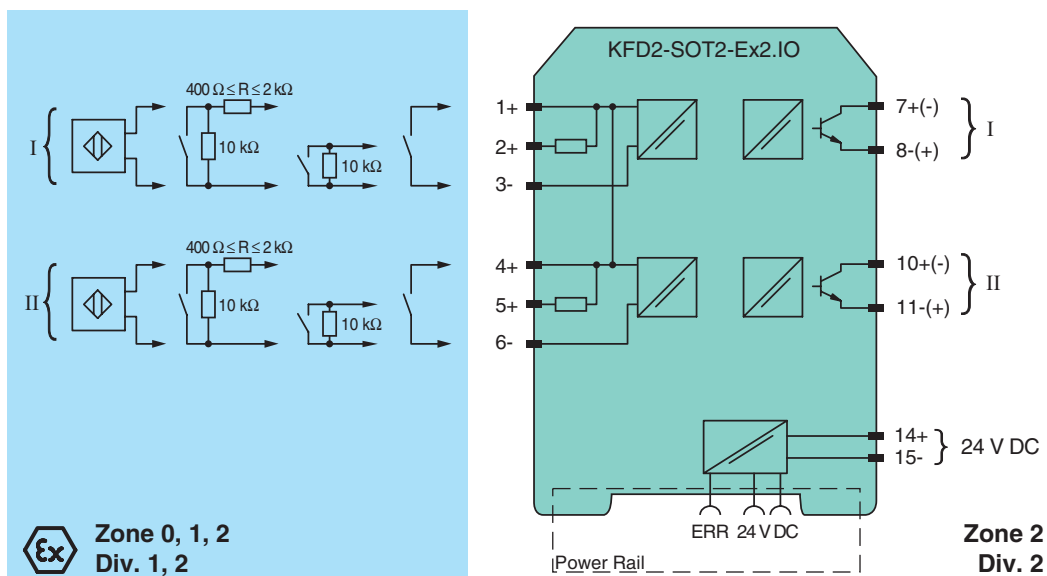 KFD2-SOT2-Ex2.IO
400 Ω ≤ R ≤ 2 kΩ
I
10 kΩ
10 kΩ
1+
2+
3-
7+(-)
8-(+)
I
400 Ω ≤ R ≤ 2 kΩ
II
10 kΩ
10 kΩ
4+
5+
6-
10+(-)
11-(+)
II
14+
15-
24 V DC
ERR 24 V DC
Power Rail
Ex
Zone 0, 1, 2
Div. 1, 2
Zone 2
Div. 2